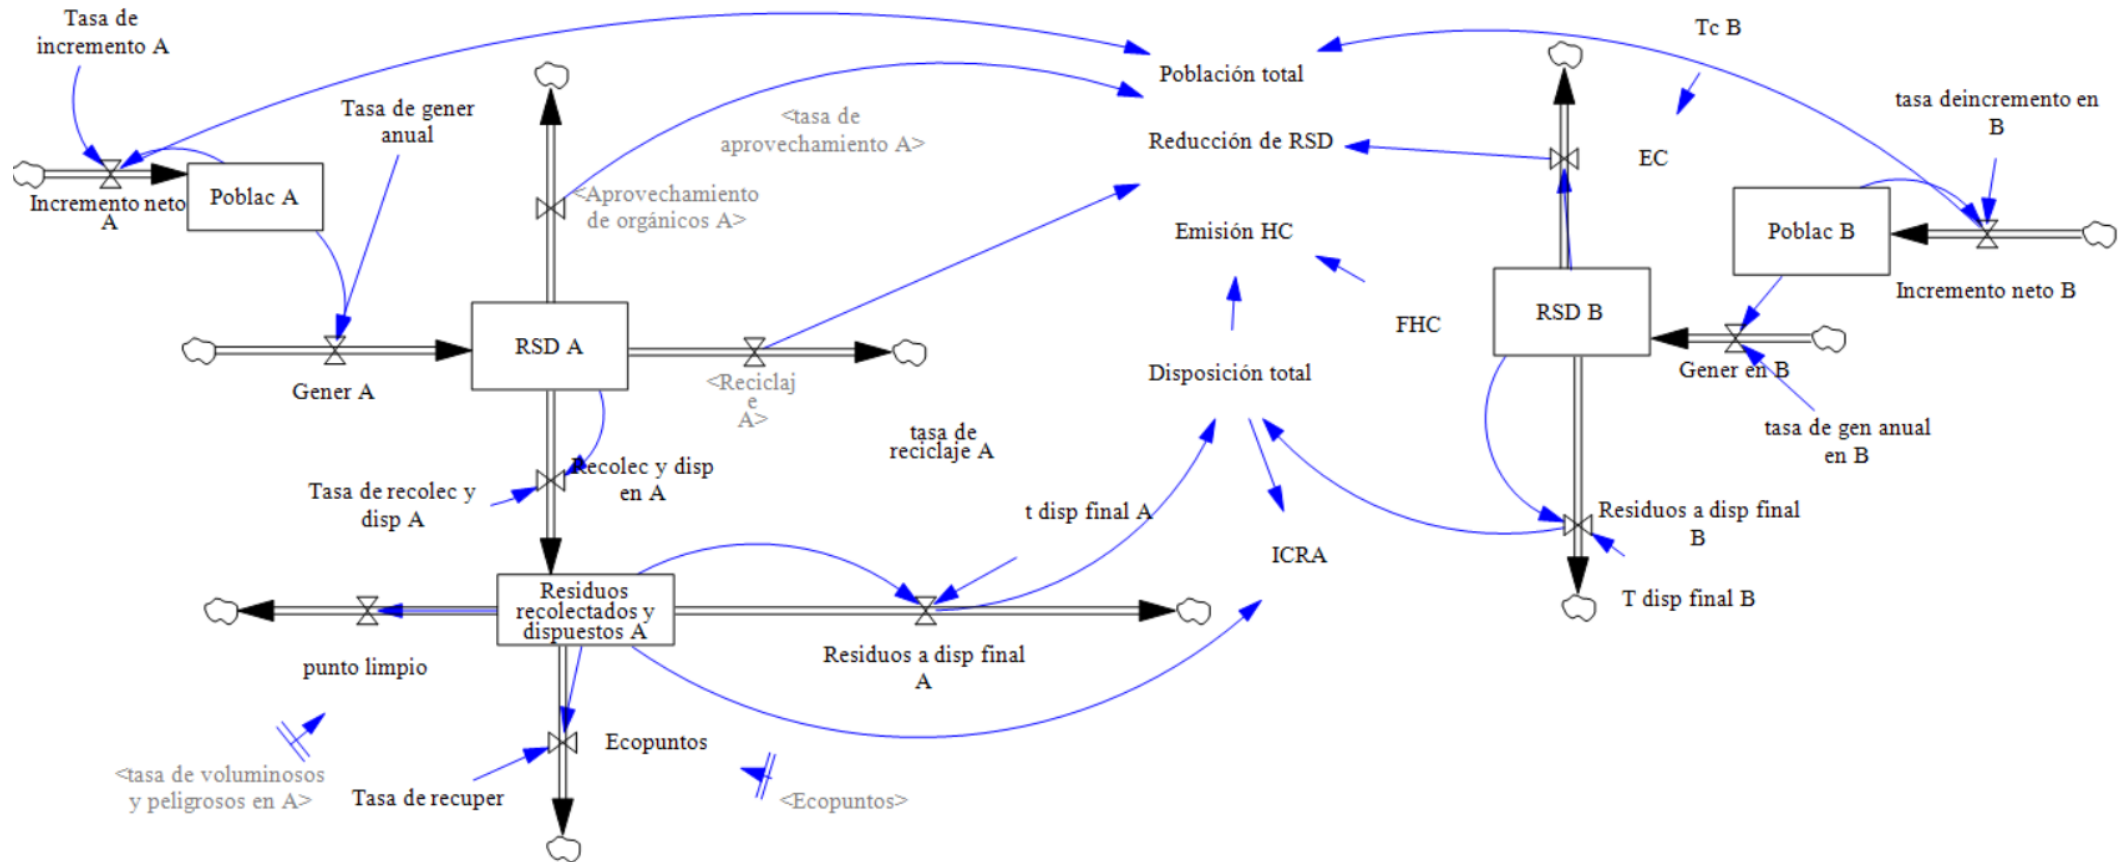 Tasa de
incremento A
Tc B
Población total
Tasa de gener
anual
<tasa de
aprovechamiento A>
tasa deincremento en
B
Reducción de RSD
EC
Incremento neto
A
Poblac A
<Aprovechamiento
de orgánicos A>
Emisión HC
Poblac B
Incremento neto B
RSD A
FHC
RSD B
Gener A
<Reciclaj
e
A>
Disposición total
Gener en B
tasa de
reciclaje A
tasa de gen anual
en B
Recolec y disp
en A
Tasa de recolec y
disp A
t disp final A
Residuos a disp final
B
ICRA
Residuos
recolectados y
dispuestos A
T disp final B
punto limpio
Residuos a disp final
A
Ecopuntos
<tasa de voluminosos
y peligrosos en A>
Tasa de recuper
<Ecopuntos>